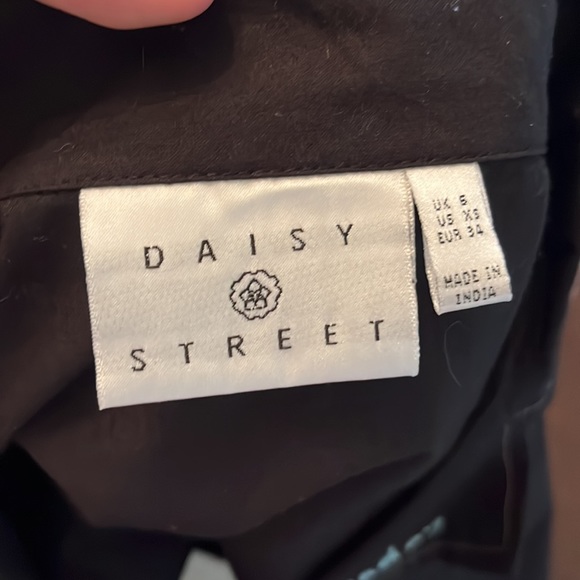 DAISY
STREET
UK 6
US XS
EUR 34
MADE IN
INDIA